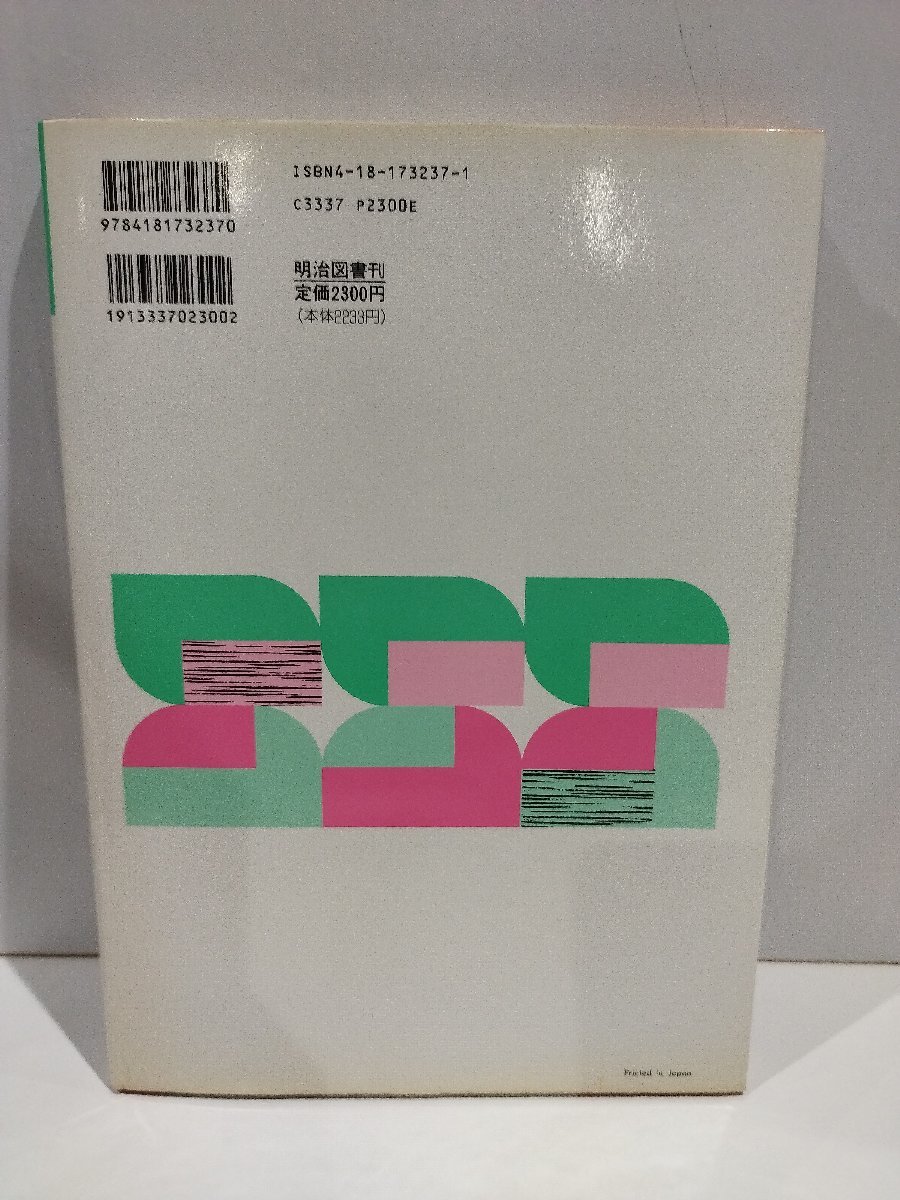 ISBN4-18-173237-1
C3337 P2300E
9784181732370
明治図書刊
定価2300円
(本体2233円)
1913337023002
Printed in Japan